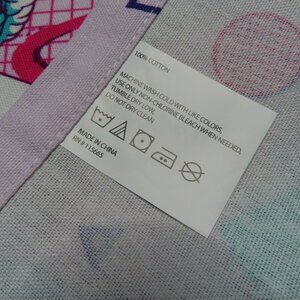 100% COTTON
MACHINE WASH COLD WITH LIKE COLORS.
USE ONLY NON-CHLORINE BLEACH WHEN NEEDED.
TUMBLE DRY LOW.
DO NOT DRY CLEAN
MADE IN CHINA
RN # 115665